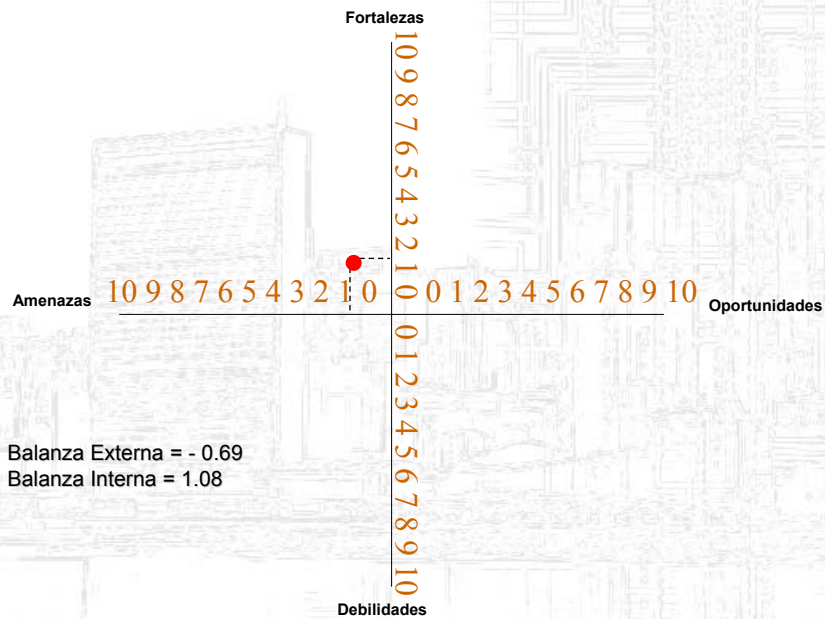 Fortalezas
10 9 8 7 6 5 4 3 2 1 0
Amenazas
10 9 8 7 6 5 4 3 2 1 0
0 1 2 3 4 5 6 7 8 9 10
Oportunidades
0 1 2 3 4 5 6 7 8 9 10
Balanza Externa = - 0.69
Balanza Interna = 1.08
Debilidades